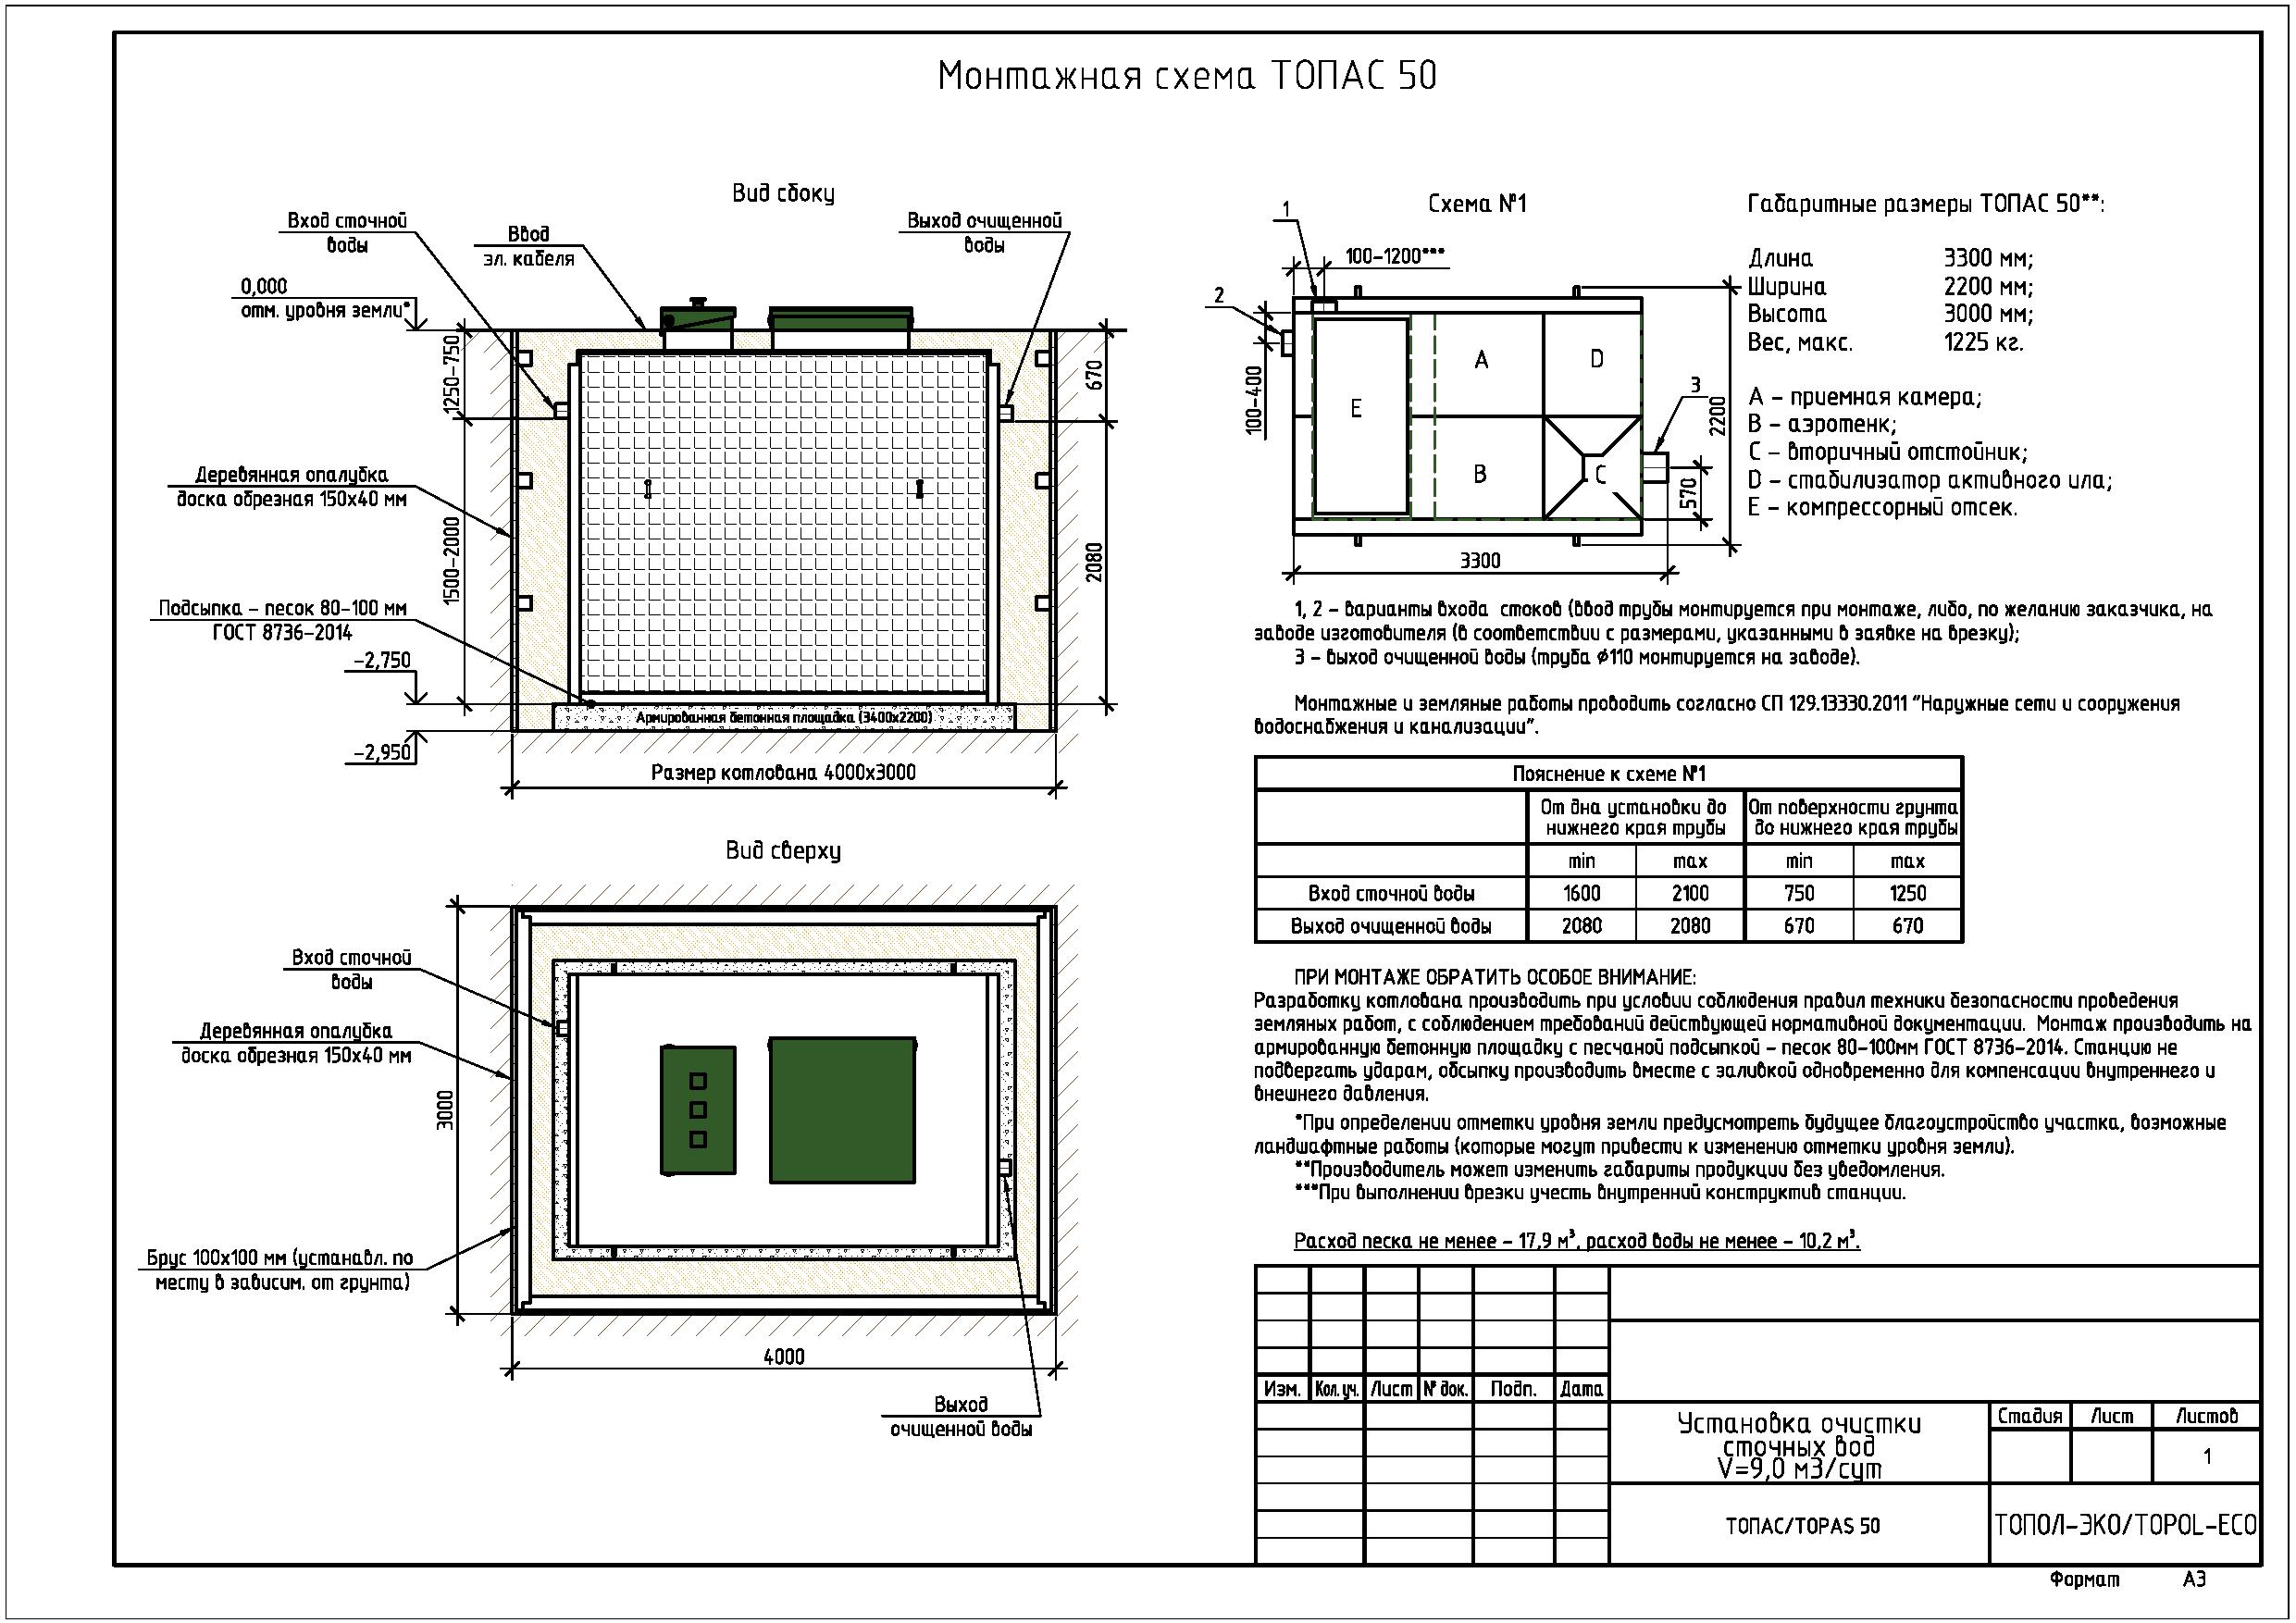 Монтажная схема ТОПАС 50
Вид сбоку
Вход сточной
воды
Ввод
эл. кабеля
Выход очищенной
воды
0,000
отм. уровня земли*
1250-750
670
Деревянная опалубка
доска обрезная 150х40 мм
1500-2000
2080
Подсыпка - песок 80-100 мм
ГОСТ 8736-2014
-2,750
Армированная бетонная площадка (3400х2200)
-2,950
Размер котлована 4000х3000
Вид сверху
Вход сточной
воды
Деревянная опалубка
доска обрезная 150х40 мм
3000
Брус 100х100 мм (устанавл. по
месту в зависим. от грунта)
4000
Выход
очищенной воды
Схема №1
1
100-1200***
2
100-400
A
D
E
B
C
3
2200
570
3300
Габаритные размеры ТОПАС 50**:
Длина 3300 мм;
Ширина 2200 мм;
Высота 3000 мм;
Вес, макс. 1225 кг.
A - приемная камера;
B - аэротенк;
C - вторичный отстойник;
D - стабилизатор активного ила;
E - компрессорный отсек.
1, 2 - варианты входа стоков (ввод трубы монтируется при монтаже, либо, по желанию заказчика, на
заводе изготовителя (в соответствии с размерами, указанными в заявке на врезку);
3 - выход очищенной воды (труба ϕ110 монтируется на заводе).
Монтажные и земляные работы проводить согласно СП 129.13330.2011 "Наружные сети и сооружения
водоснабжения и канализации".
Пояснение к схеме №1
От дна установки до
нижнего края трубы
От поверхности грунта
до нижнего края трубы
min max min max
Вход сточной воды 1600 2100 750 1250
Выход очищенной воды 2080 2080 670 670
ПРИ МОНТАЖЕ ОБРАТИТЬ ОСОБОЕ ВНИМАНИЕ:
Разработку котлована производить при условии соблюдения правил техники безопасности проведения
земляных работ, с соблюдением требований действующей нормативной документации. Монтаж производить на
армированную бетонную площадку с песчаной подсыпкой - песок 80-100мм ГОСТ 8736-2014. Станцию не
подвергать ударам, обсыпку производить вместе с заливкой одновременно для компенсации внутреннего и
внешнего давления.
*При определении отметки уровня земли предусмотреть будущее благоустройство участка, возможные
ландшафтные работы (которые могут привести к изменению отметки уровня земли).
**Производитель может изменить габариты продукции без уведомления.
***При выполнении врезки учесть внутренний конструктив станции.
Расход песка не менее - 17,9 м³, расход воды не менее - 10,2 м³.
Изм. Кол.уч. Лист № док. Подп. Дата
Установка очистки
сточных вод
V=9,0 м3/сут
Стадия Лист Листов
1
ТОПАС/TOPAS 50
ТОПОЛ-ЭКО/TOPOL-ECO
Формат А3